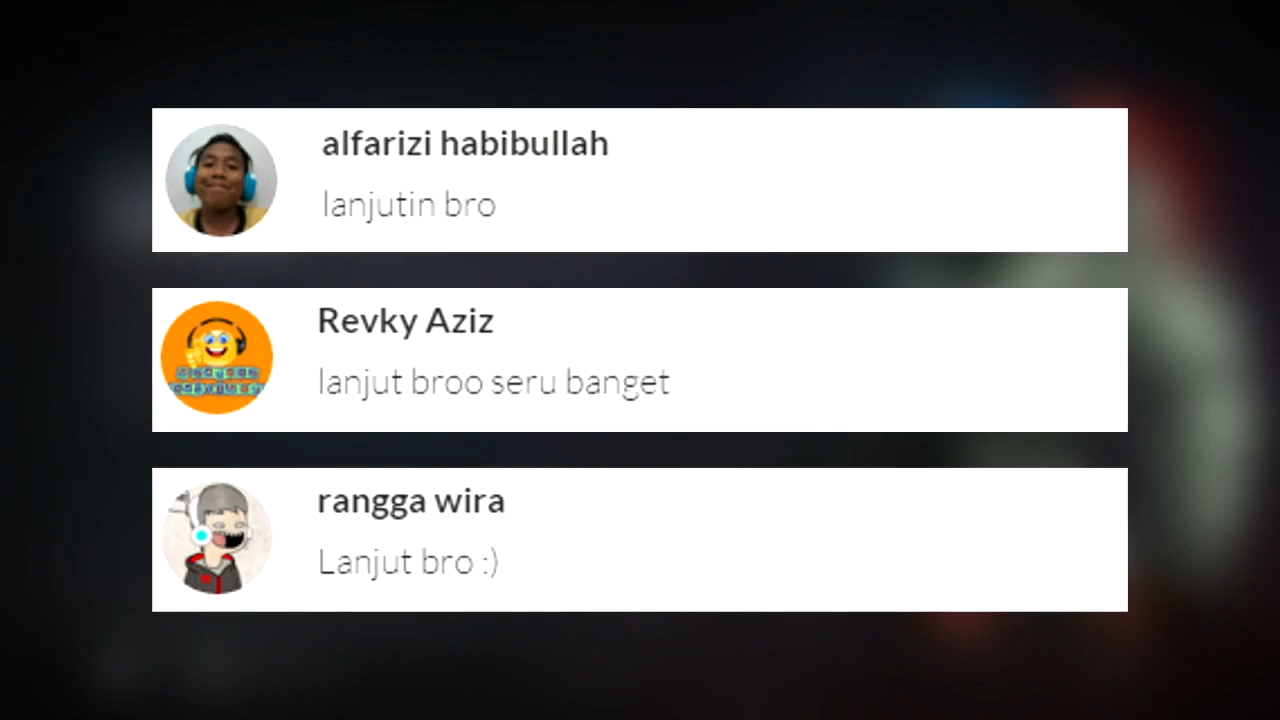 alfarizi habibullah
lanjutin bro
Revky Aziz
lanjut broo seru banget
rangga wira
Lanjut bro :)